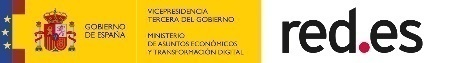 GOBIERNO
DE ESPAÑA
VICEPRESIDENCIA
TERCERA DEL GOBIERNO
MINISTERIO
DE ASUNTOS ECONÓMICOS
Y TRANSFORMACIÓN DIGITAL
red.es